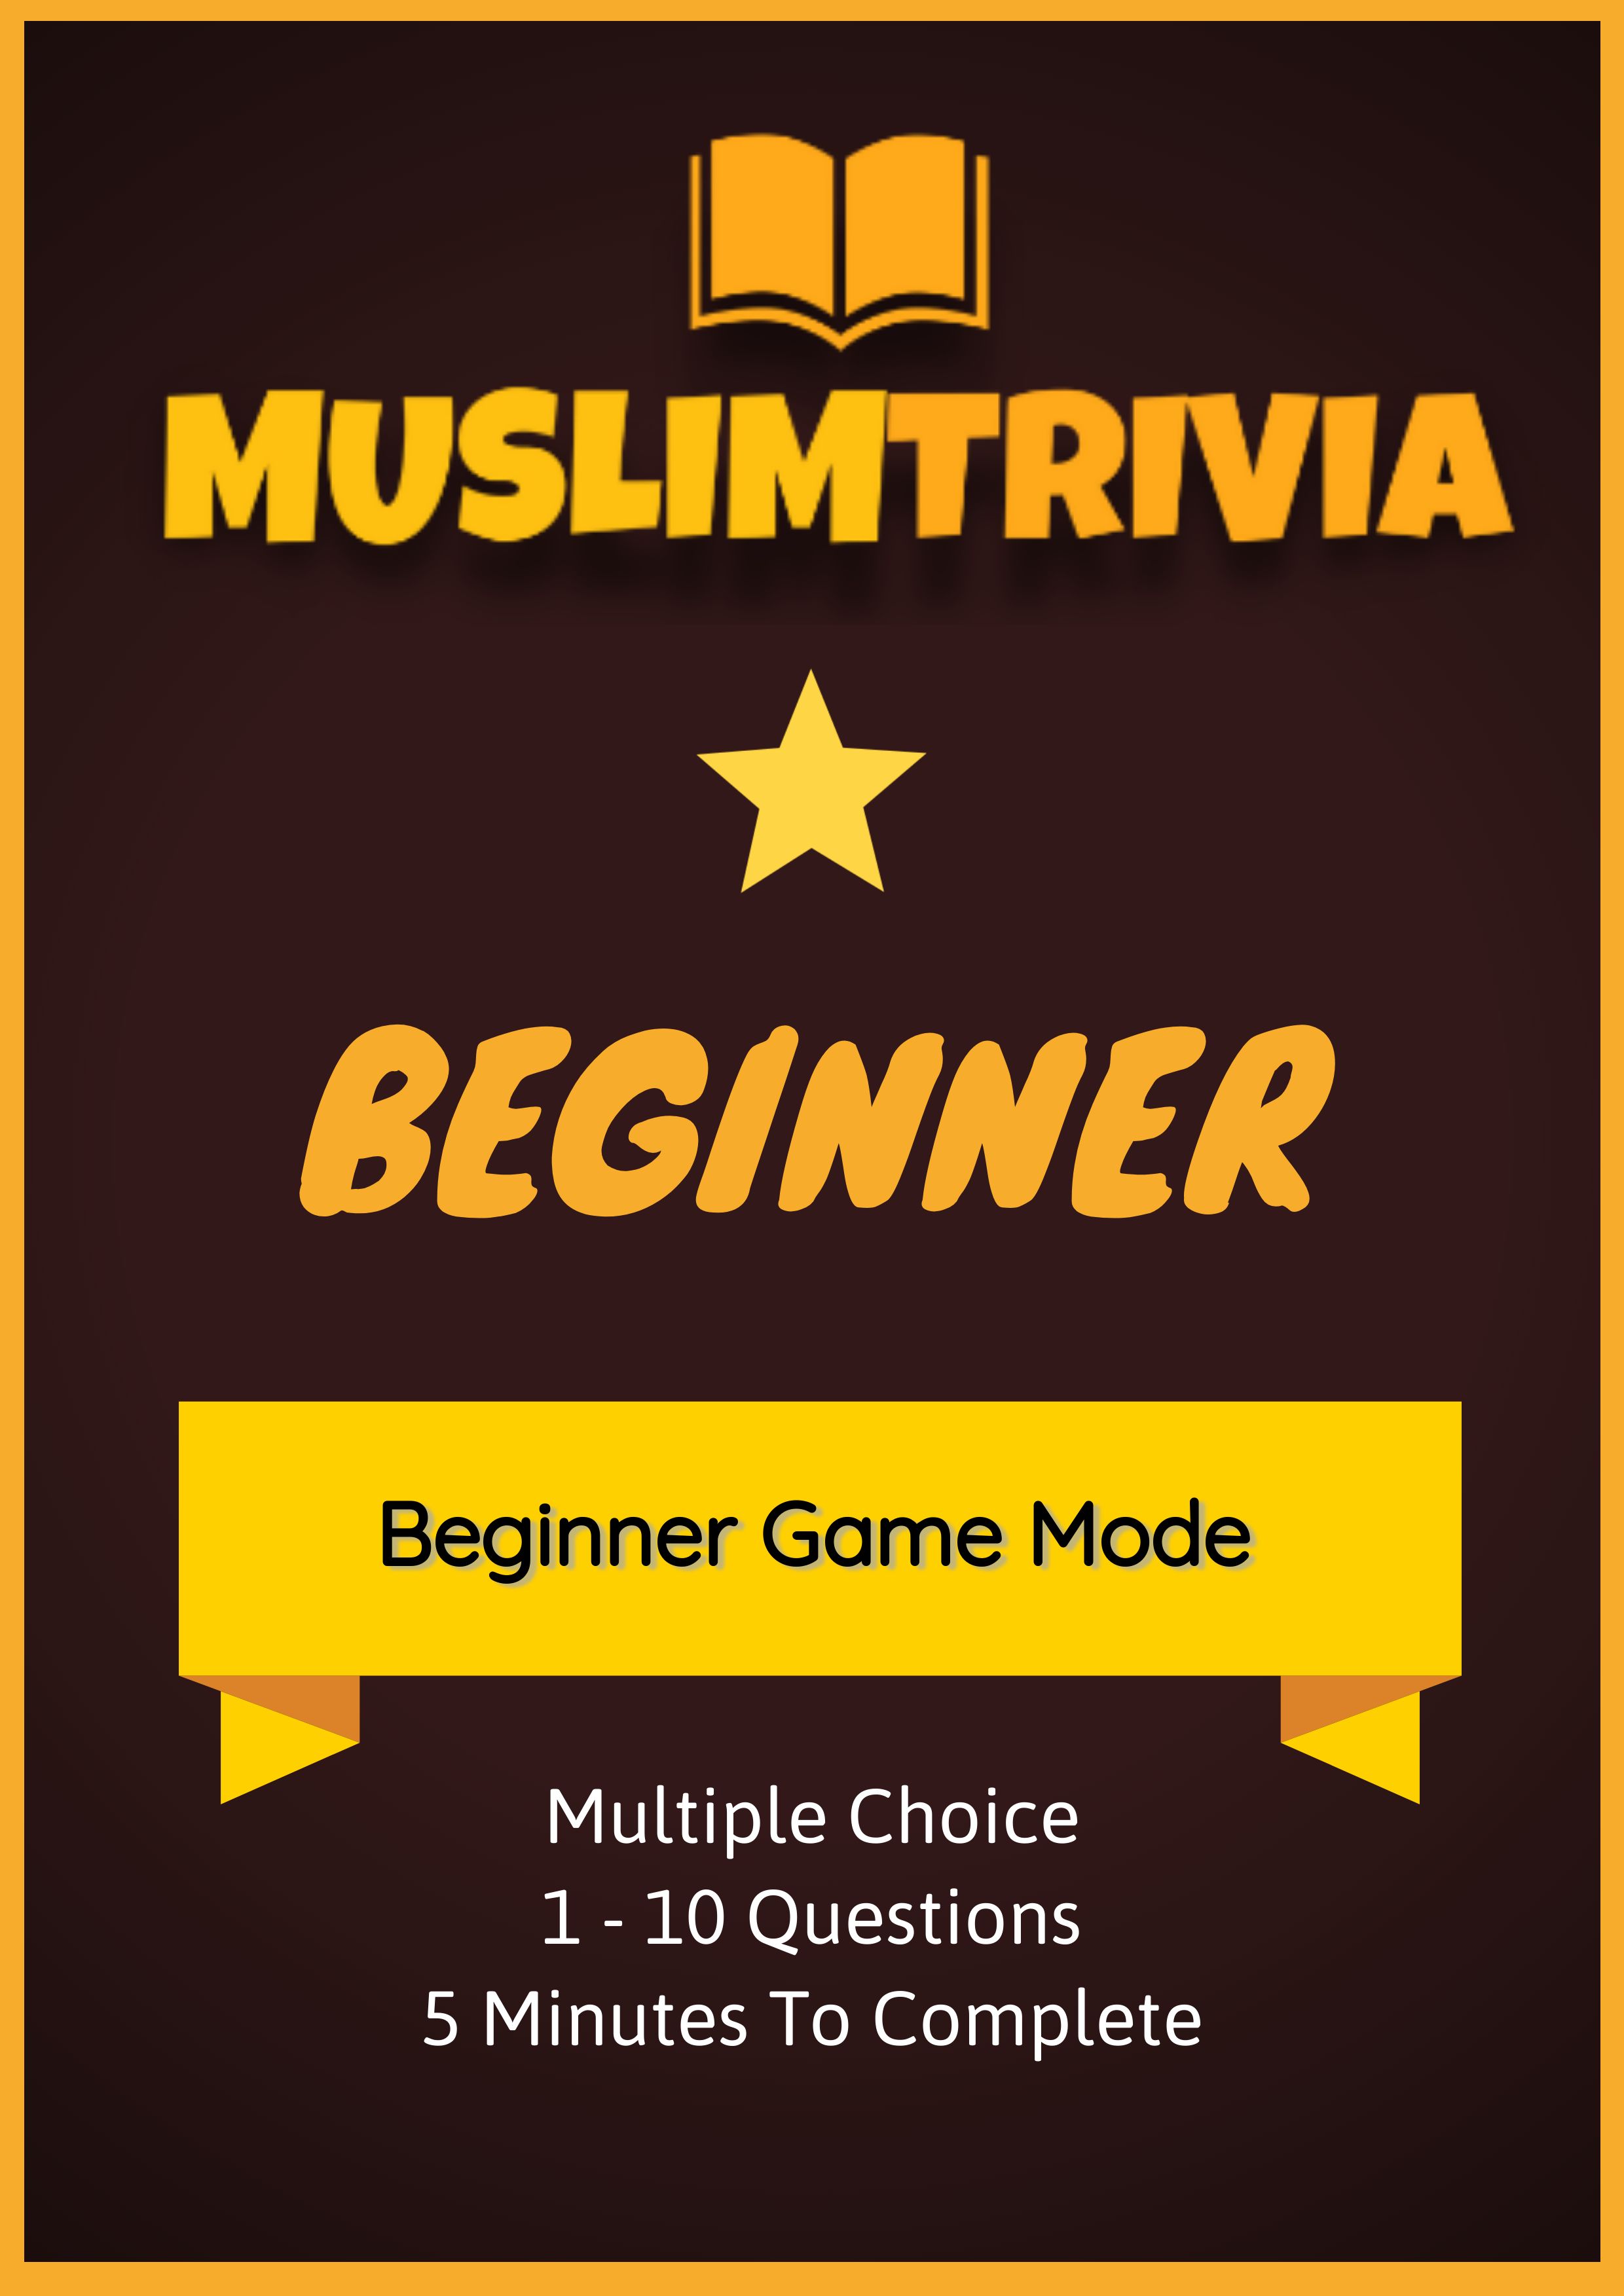 MUSLIMTRIVIA
BEGINNER
Beginner Game Mode
Multiple Choice
1 - 10 Questions
5 Minutes To Complete